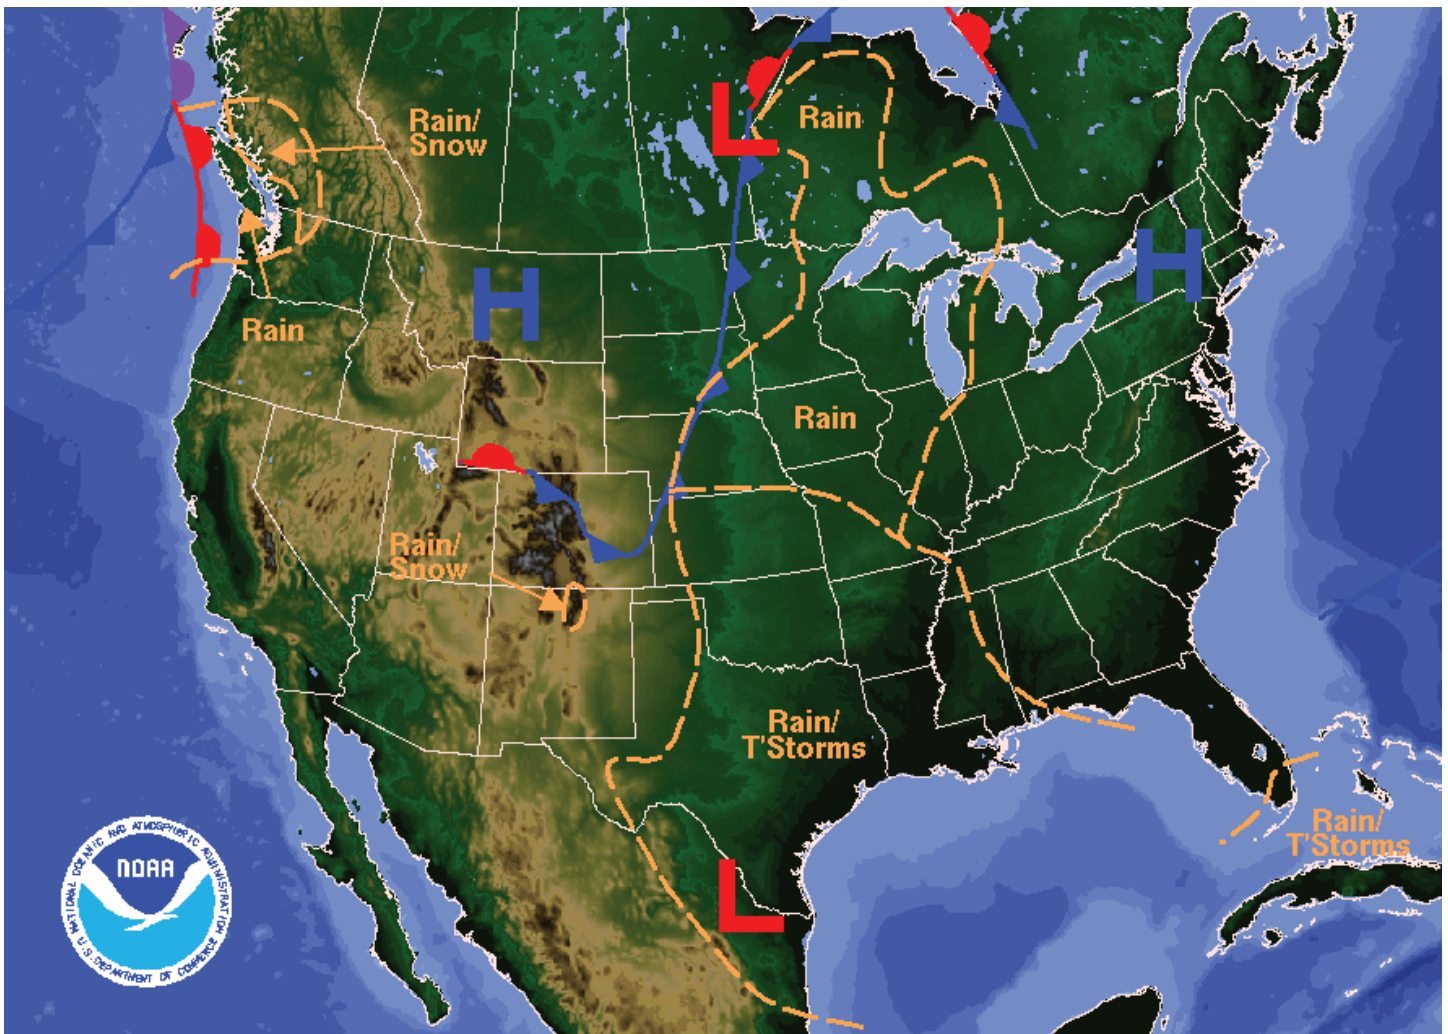 L
Rain/
Snow
Rain
H
H
Rain
Rain
Rain/
Snow
Rain/
T'Storms
Rain/
T'Storms
L
NOAA
NATIONAL OCEANIC AND ATMOSPHERIC ADMINISTRATION
U.S. DEPARTMENT OF COMMERCE